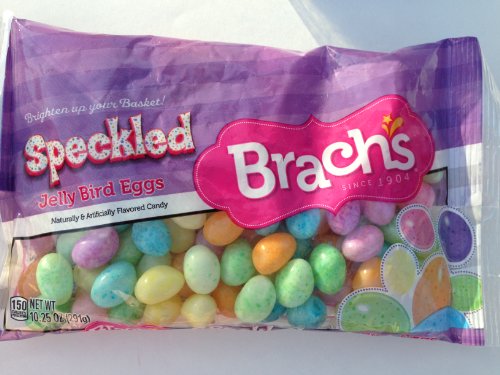 Brighten up your Basket!
Speckled
Jelly Bird Eggs
Naturally & Artificially Flavored Candy
Brach's
SINCE 1904
150
NET WT
10.25 Oz (291g)